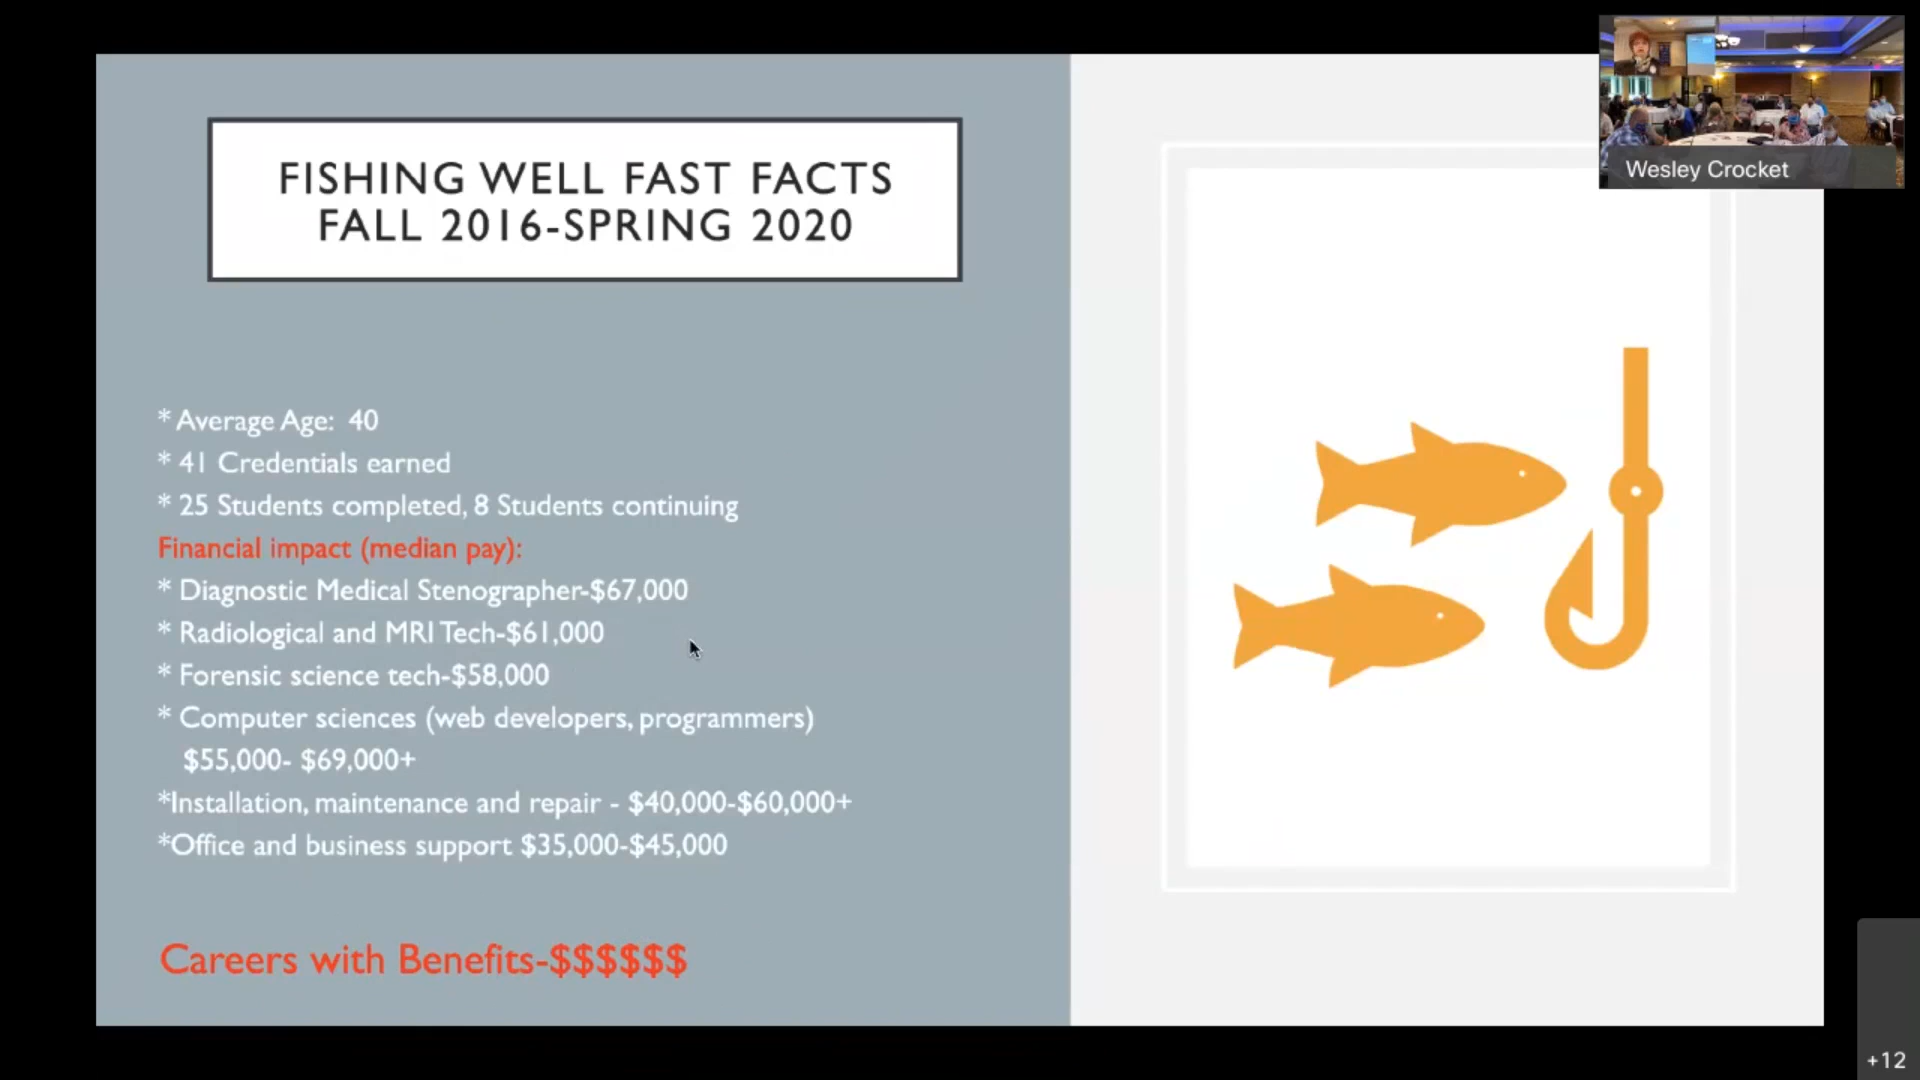 FISHING WELL FAST FACTS
FALL 2016-SPRING 2020
* Average Age: 40
* 41 Credentials earned
* 25 Students completed, 8 Students continuing
Financial impact (median pay):
* Diagnostic Medical Stenographer-$67,000
* Radiological and MRI Tech-$61,000
* Forensic science tech-$58,000
* Computer sciences (web developers, programmers)
$55,000- $69,000+
*Installation, maintenance and repair - $40,000-$60,000+
*Office and business support $35,000-$45,000
Careers with Benefits-$$$$$$
Wesley Crocket
+12